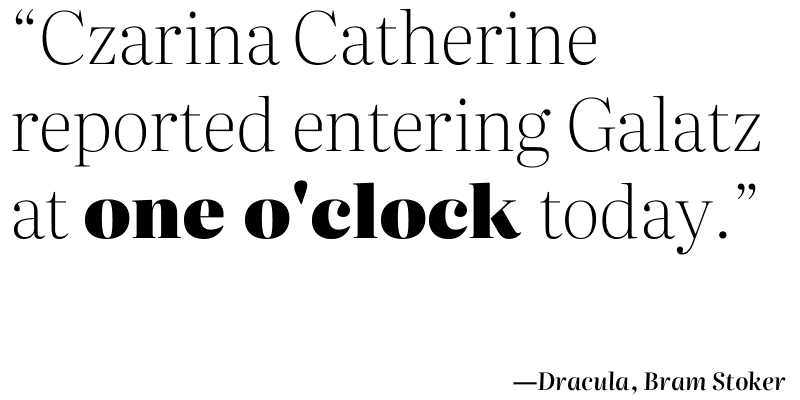 “Czarina Catherine
reported entering Galatz
at one o'clock today.”
—Dracula, Bram Stoker